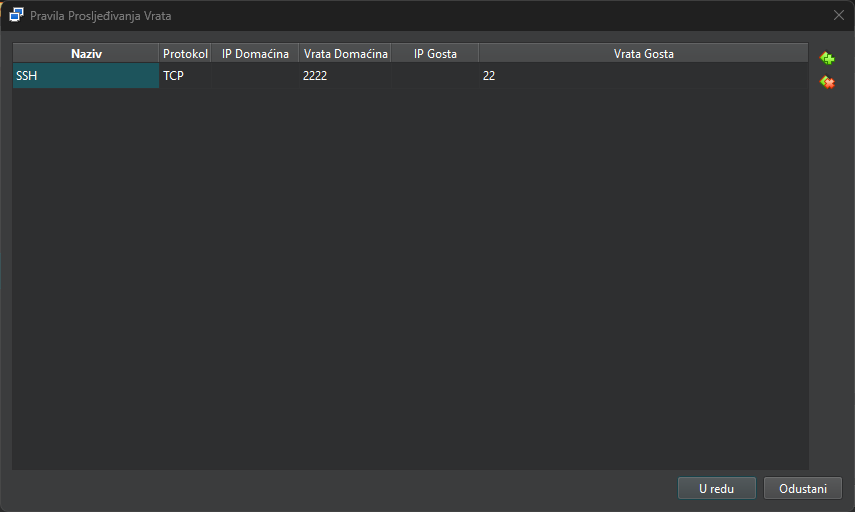 Pravila Prosljeđivanja Vrata
Naziv Protokol IP Domaćina Vrata Domaćina IP Gosta Vrata Gosta
SSH TCP 2222 22
U redu Odustani